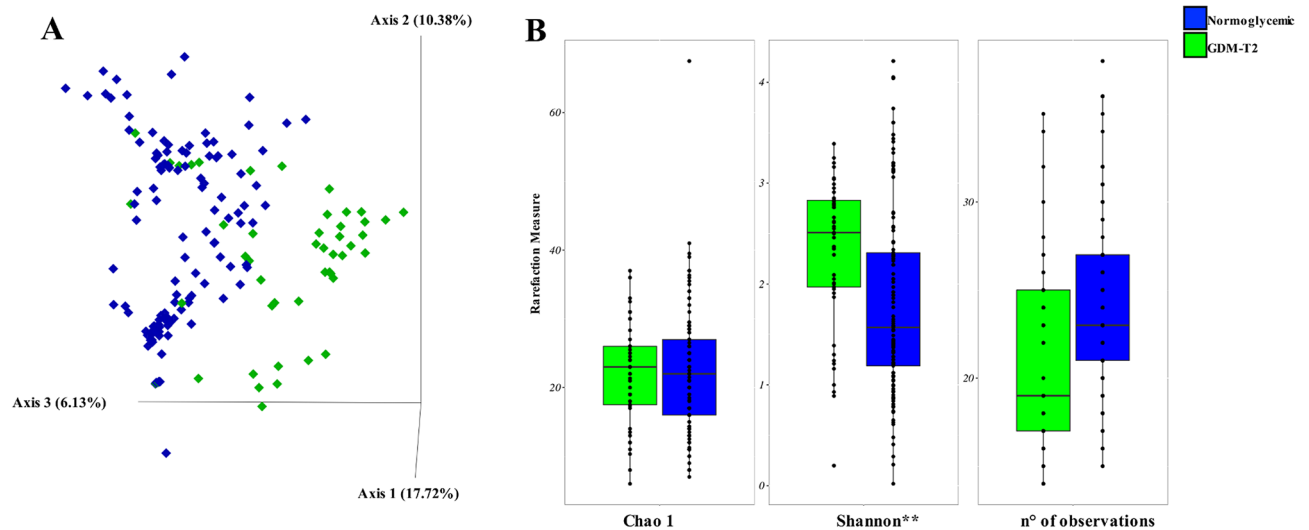 A
Axis 2 (10.38%)
Axis 3 (6.13%)
Axis 1 (17.72%)
B
Normoglycemic
GDM-T2
Rarefaction Measure
60
40
20
Chao 1
4
3
2
1
0
Shannon**
30
20
n° of observations